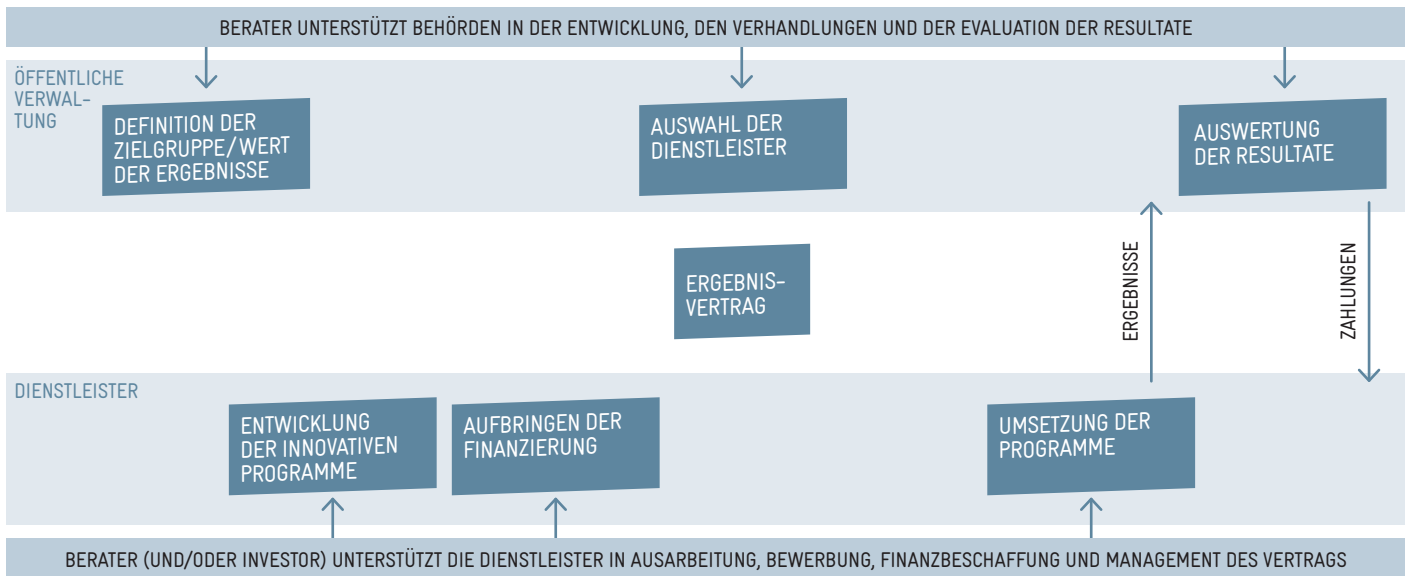 BERATER UNTERSTÜTZT BEHÖRDEN IN DER ENTWICKLUNG, DEN VERHANDLUNGEN UND DER EVALUATION DER RESULTATE
ÖFFENTLICHE
VERWAL-
TUNG
DEFINITION DER
ZIELGRUPPE/WERT
DER ERGEBNISSE
AUSWAHL DER
DIENSTLEISTER
AUSWERTUNG
DER RESULTATE
ERGEBNIS-
VERTRAG
ERGEBNISSE
ZAHLUNGEN
DIENSTLEISTER
ENTWICKLUNG
DER INNOVATIVEN
PROGRAMME
AUFBRINGEN DER
FINANZIERUNG
UMSETZUNG DER
PROGRAMME
BERATER (UND/ODER INVESTOR) UNTERSTÜTZT DIE DIENSTLEISTER IN AUSARBEITUNG, BEWERBUNG, FINANZBESCHAFFUNG UND MANAGEMENT DES VERTRAGS